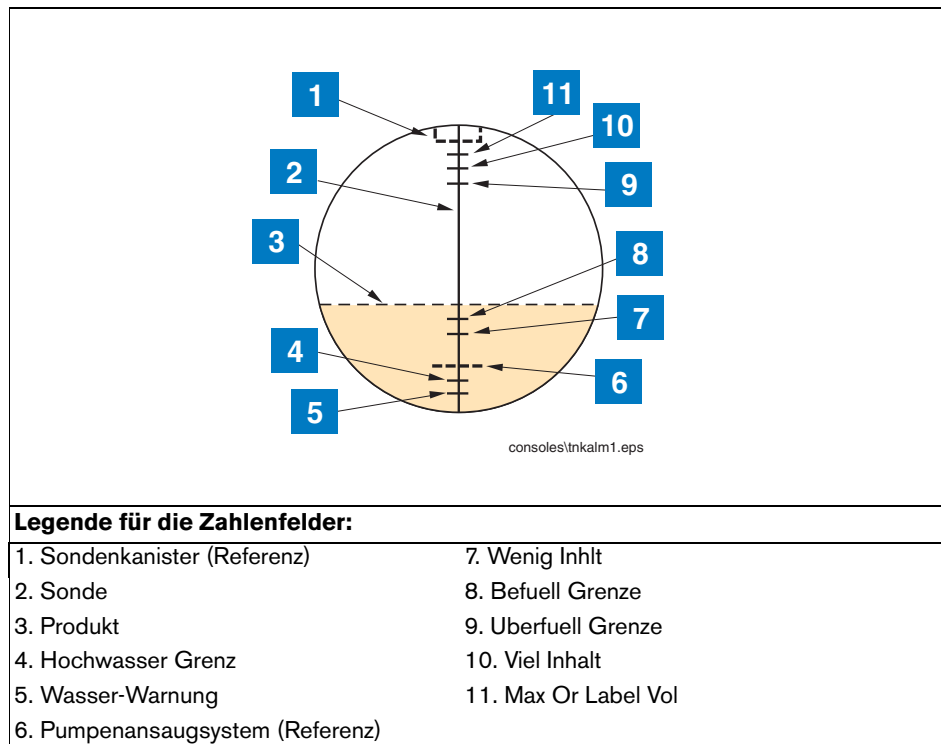 1
11
10
2
9
3
8
7
4
6
5
consoles\tnkalm1.eps
Legende für die Zahlenfelder:
1. Sondenkanister (Referenz)
2. Sonde
3. Produkt
4. Hochwasser Grenz
5. Wasser-Warnung
6. Pumpenansaugsystem (Referenz)
7. Wenig Inhlt
8. Befuell Grenze
9. Uberfuell Grenze
10. Viel Inhalt
11. Max Or Label Vol